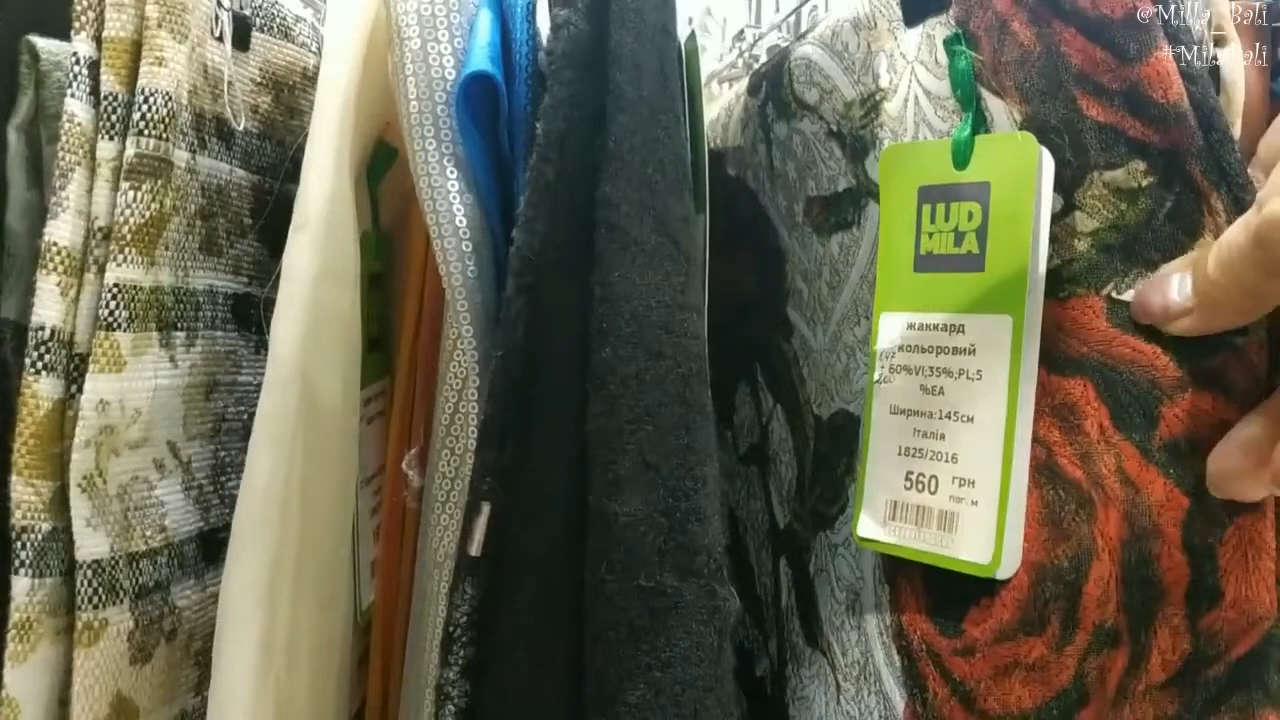 @Milla_Bali
#MillaBali
LUD
MILA
жаккард
кольоровий
60%VI;35%;PL;5
%EA
Ширина:145см
Італія
1825/2016
560 грн
пог. м